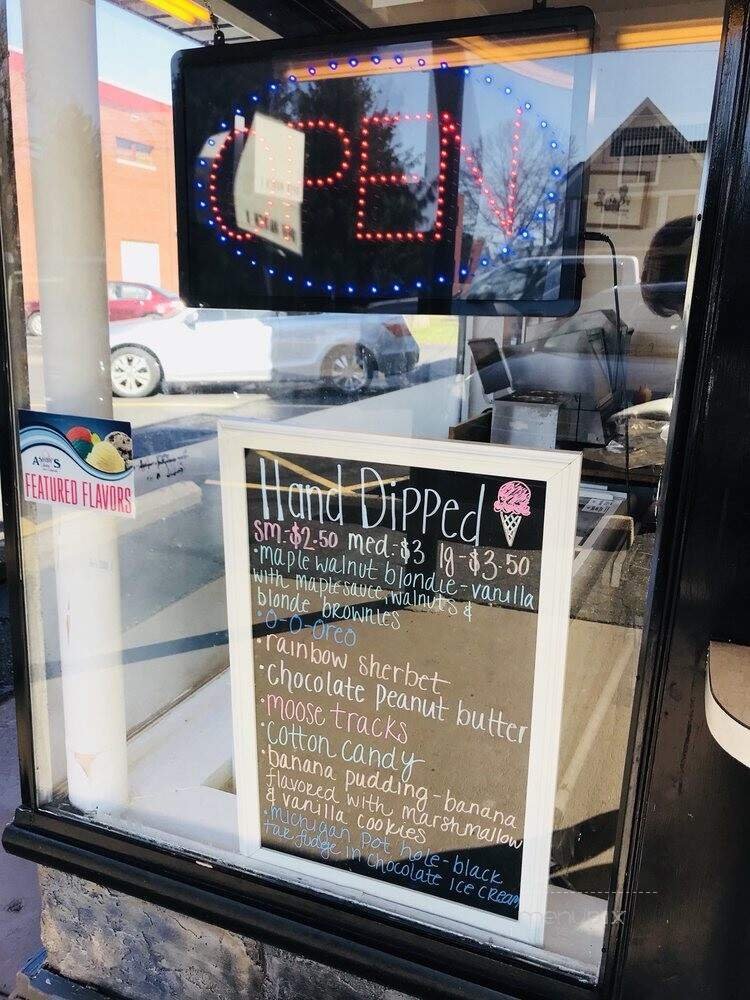 OPEN
A S
FEATURED FLAVORS
Hand Dipped
sm-$2.50 med-$3 lg-$3.50
•maple walnut blondie-vanilla
with maple sauce, walnuts &
blonde brownies
•O-O-Oreo
•rainbow sherbet
•chocolate peanut butter
•moose tracks
•cotton candy
•banana pudding-banana
flavored with marshmallow
& vanilla cookies
•michigan pot hole-black
tar fudge in chocolate ice cream
menupix